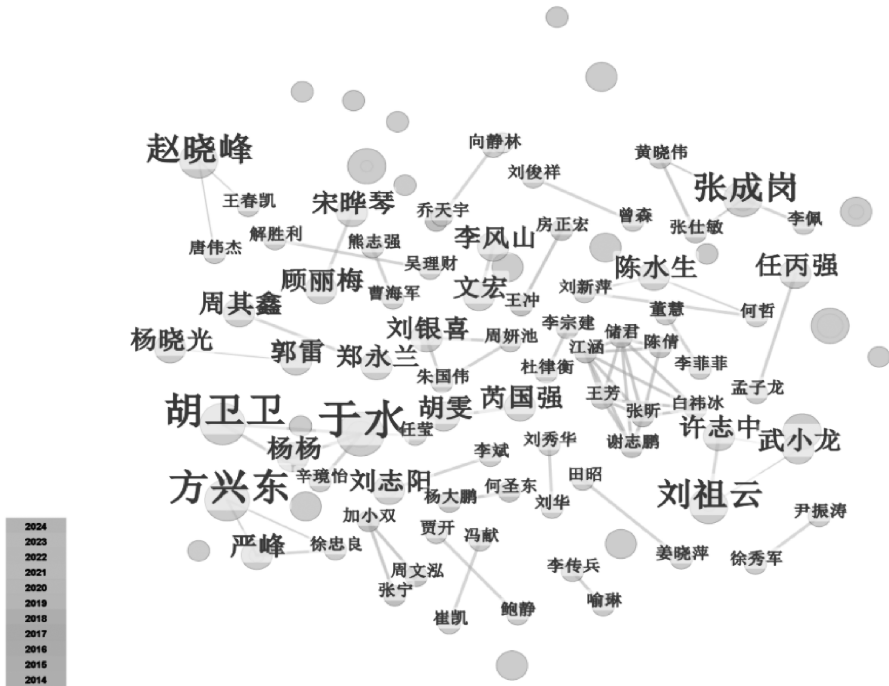 向静林
赵晓峰
刘俊祥
黄晓伟
张成岗
王春凯
宋晔琴
乔天宇
曾森
李佩
房正宏
张仕敏
唐伟杰
解胜利
熊志强
李风山
吴理财
陈水生
任丙强
顾丽梅
曹海军
文宏
刘新萍
周其鑫
王冲
何哲
董慧
杨晓光
刘银喜
周妍池
李宗建
储君
陈倩
郭雷
郑永兰
江涵
李菲菲
朱国伟
杜律衡
孟子龙
芮国强
王芳
白祎冰
胡卫卫
于水
胡雯
张昕
任莹
许志中
谢志鹏
武小龙
杨杨
刘秀华
李斌
辛璄怡
刘志阳
田昭
方兴东
何圣东
刘祖云
杨大鹏
刘华
尹振涛
加小双
贾开
冯献
严峰
徐忠良
姜晓萍
徐秀军
周文泓
李传兵
张宁
鲍静
喻琳
崔凯
2024
2023
2022
2021
2020
2019
2018
2017
2016
2015
2014